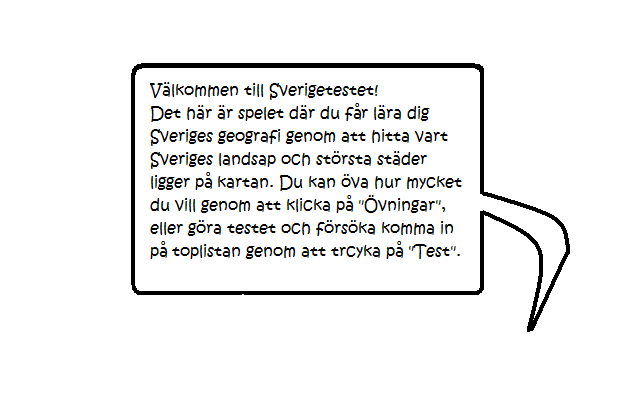 Välkommen till Sverigetestet!
Det här är spelet där du får lära dig
Sveriges geografi genom att hitta vart
Sveriges landsap och största städer
ligger på kartan. Du kan öva hur mycket
du vill genom att klicka på "Övningar",
eller göra testet och försöka komma in
på toplistan genom att trcyka på "Test".